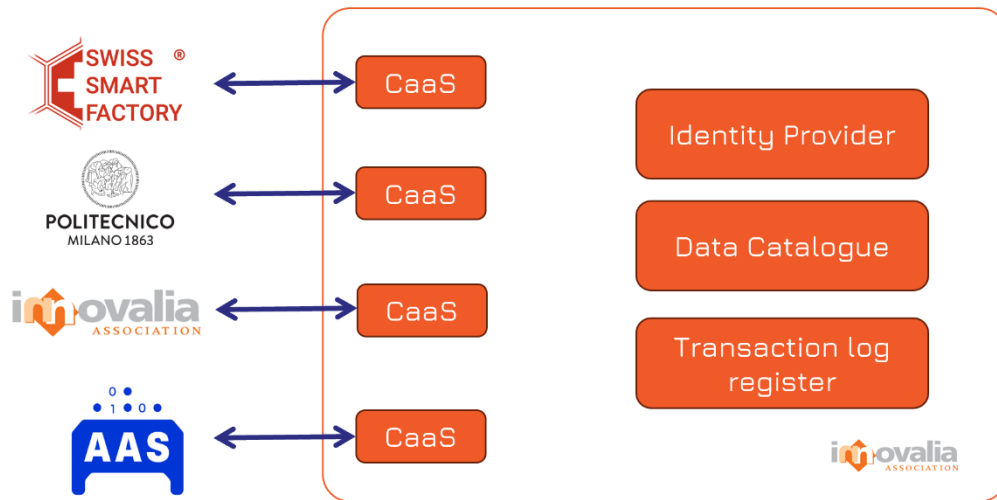 SWISS ®
SMART
FACTORY
CaaS
Identity Provider
POLITECNICO
MILANO 1863
CaaS
Data Catalogue
innovalia
ASSOCIATION
CaaS
Transaction log
register
0
1 0
AAS
CaaS
innovalia
ASSOCIATION